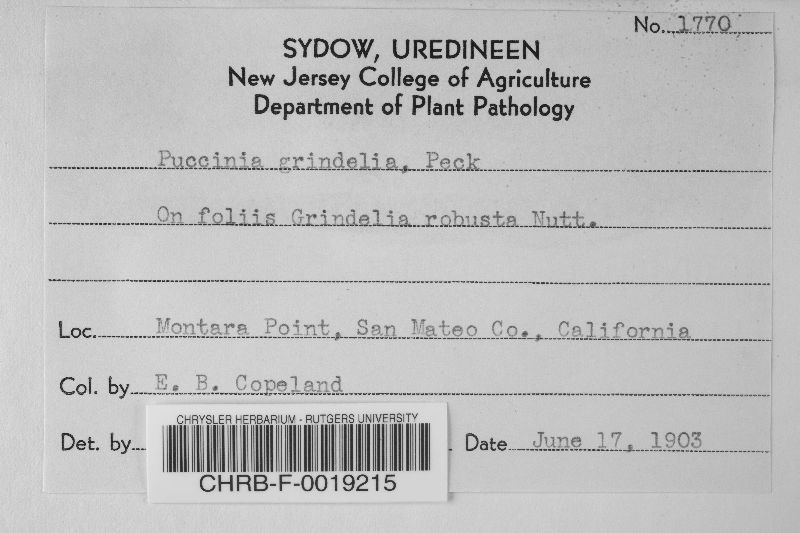 No. 1770
SYDOW, UREDINEEN
New Jersey College of Agriculture
Department of Plant Pathology
Puccinia grindelia, Peck
On foliis Grindelia robusta Nutt.
Loc. Montara Point, San Mateo Co., California
Col. by E. B. Copeland
Det. by
Date June 17, 1903
CHRYSLER HERBARIUM - RUTGERS UNIVERSITY
CHRB-F-0019215